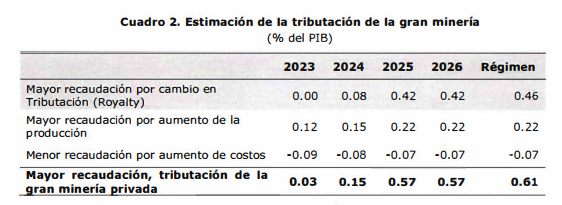 Cuadro 2. Estimación de la tributación de la gran minería
(% del PIB)
2023 2024 2025 2026 Régimen
Mayor recaudación por cambio en
Tributación (Royalty) 0.00 0.08 0.42 0.42 0.46
Mayor recaudación por aumento de la
producción 0.12 0.15 0.22 0.22 0.22
Menor recaudación por aumento de costos -0.09 -0.08 -0.07 -0.07 -0.07
Mayor recaudación, tributación de la
gran minería privada 0.03 0.15 0.57 0.57 0.61